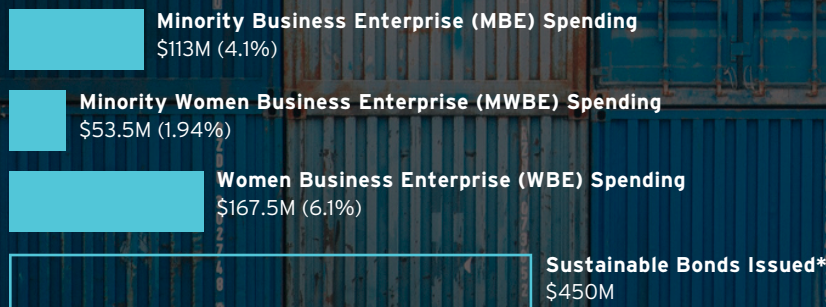 Minority Business Enterprise (MBE) Spending
$113M (4.1%)
Minority Women Business Enterprise (MWBE) Spending
$53.5M (1.94%)
Women Business Enterprise (WBE) Spending
$167.5M (6.1%)
Sustainable Bonds Issued*
$450M